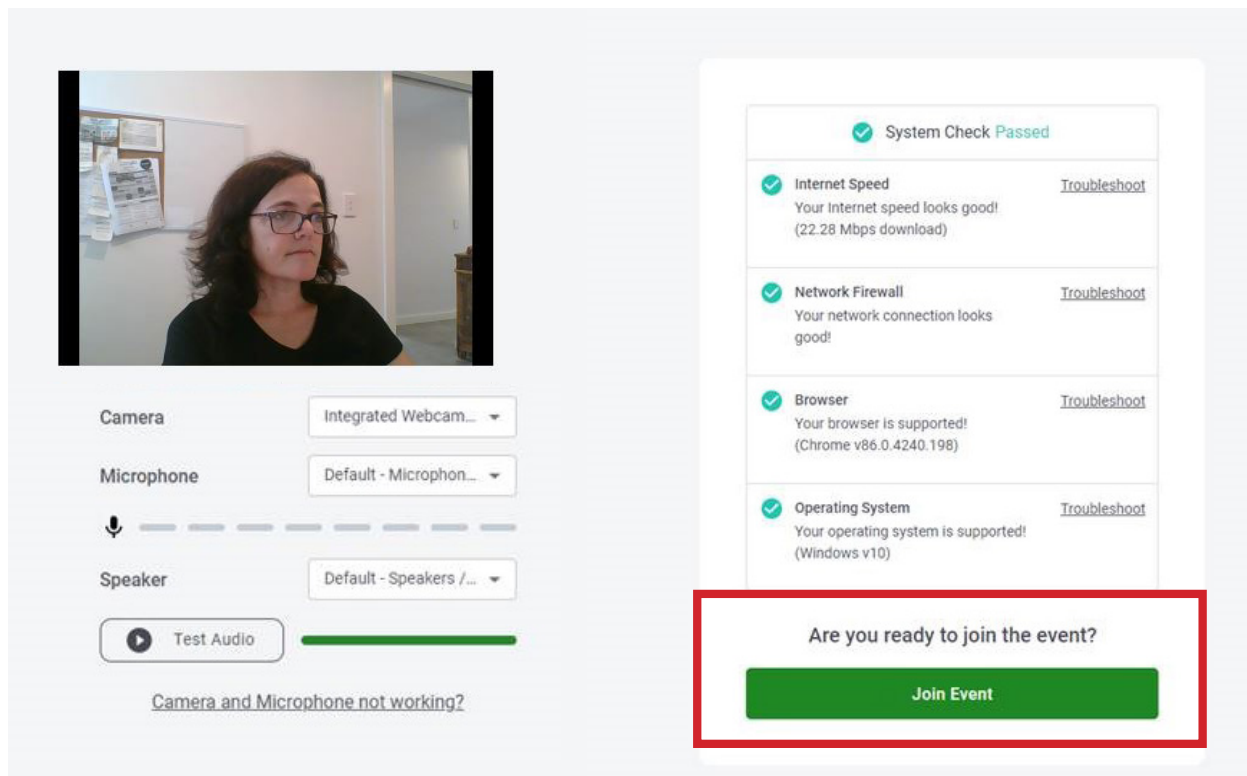 Camera
Integrated Webcam...
Microphone
Default - Microphon...
Speaker
Default - Speakers /...
Test Audio
Camera and Microphone not working?
System Check Passed
Internet Speed
Troubleshoot
Your Internet speed looks good!
(22.28 Mbps download)
Network Firewall
Troubleshoot
Your network connection looks
good!
Browser
Troubleshoot
Your browser is supported!
(Chrome v86.0.4240.198)
Operating System
Troubleshoot
Your operating system is supported!
(Windows v10)
Are you ready to join the event?
Join Event